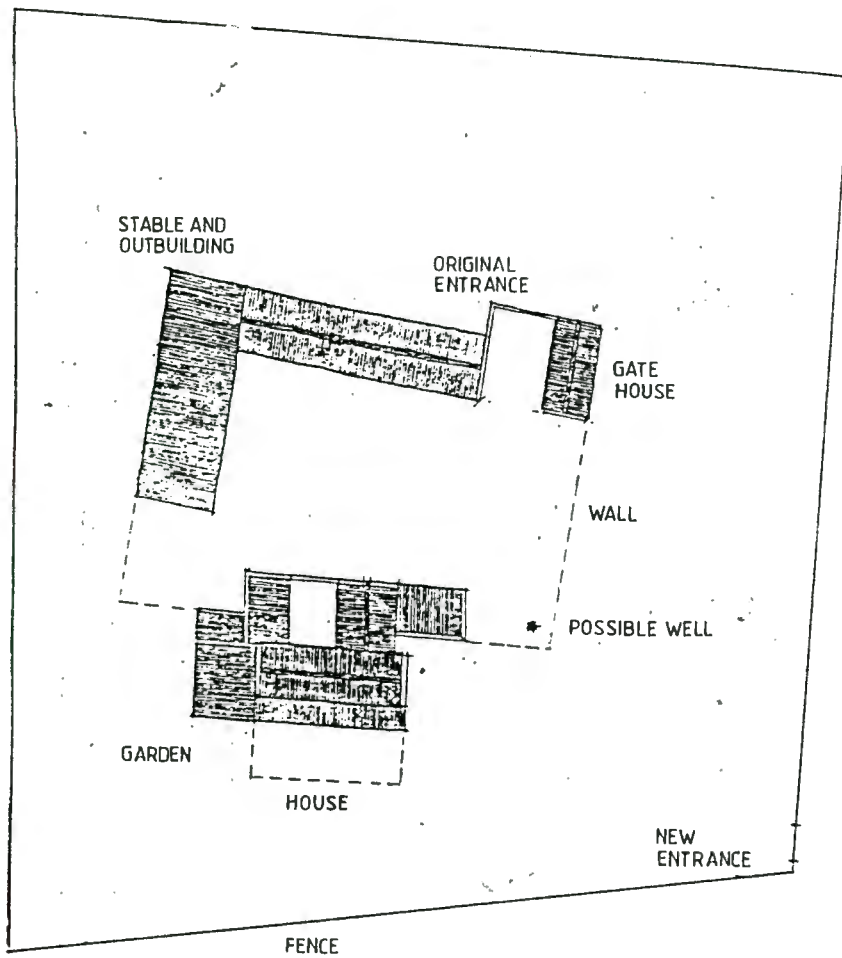 STABLE AND
OUTBUILDING
ORIGINAL
ENTRANCE
GATE
HOUSE
WALL
POSSIBLE WELL
GARDEN
HOUSE
NEW
ENTRANCE
FENCE